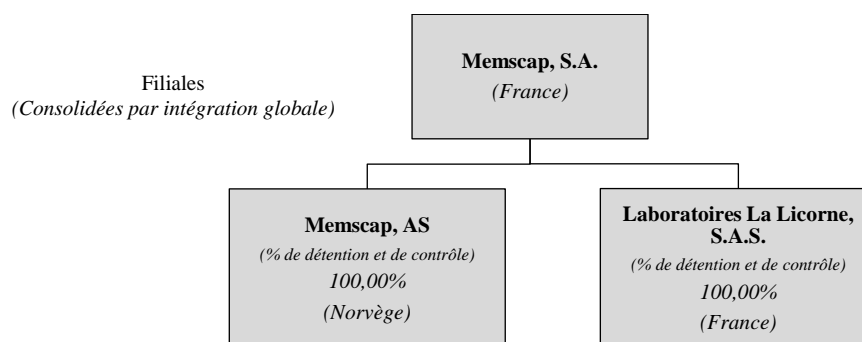 Memscap, S.A.
(France)
Filiales
(Consolidées par intégration globale)
Memscap, AS
(% de détention et de contrôle)
100,00%
(Norvège)
Laboratoires La Licorne,
S.A.S.
(% de détention et de contrôle)
100,00%
(France)